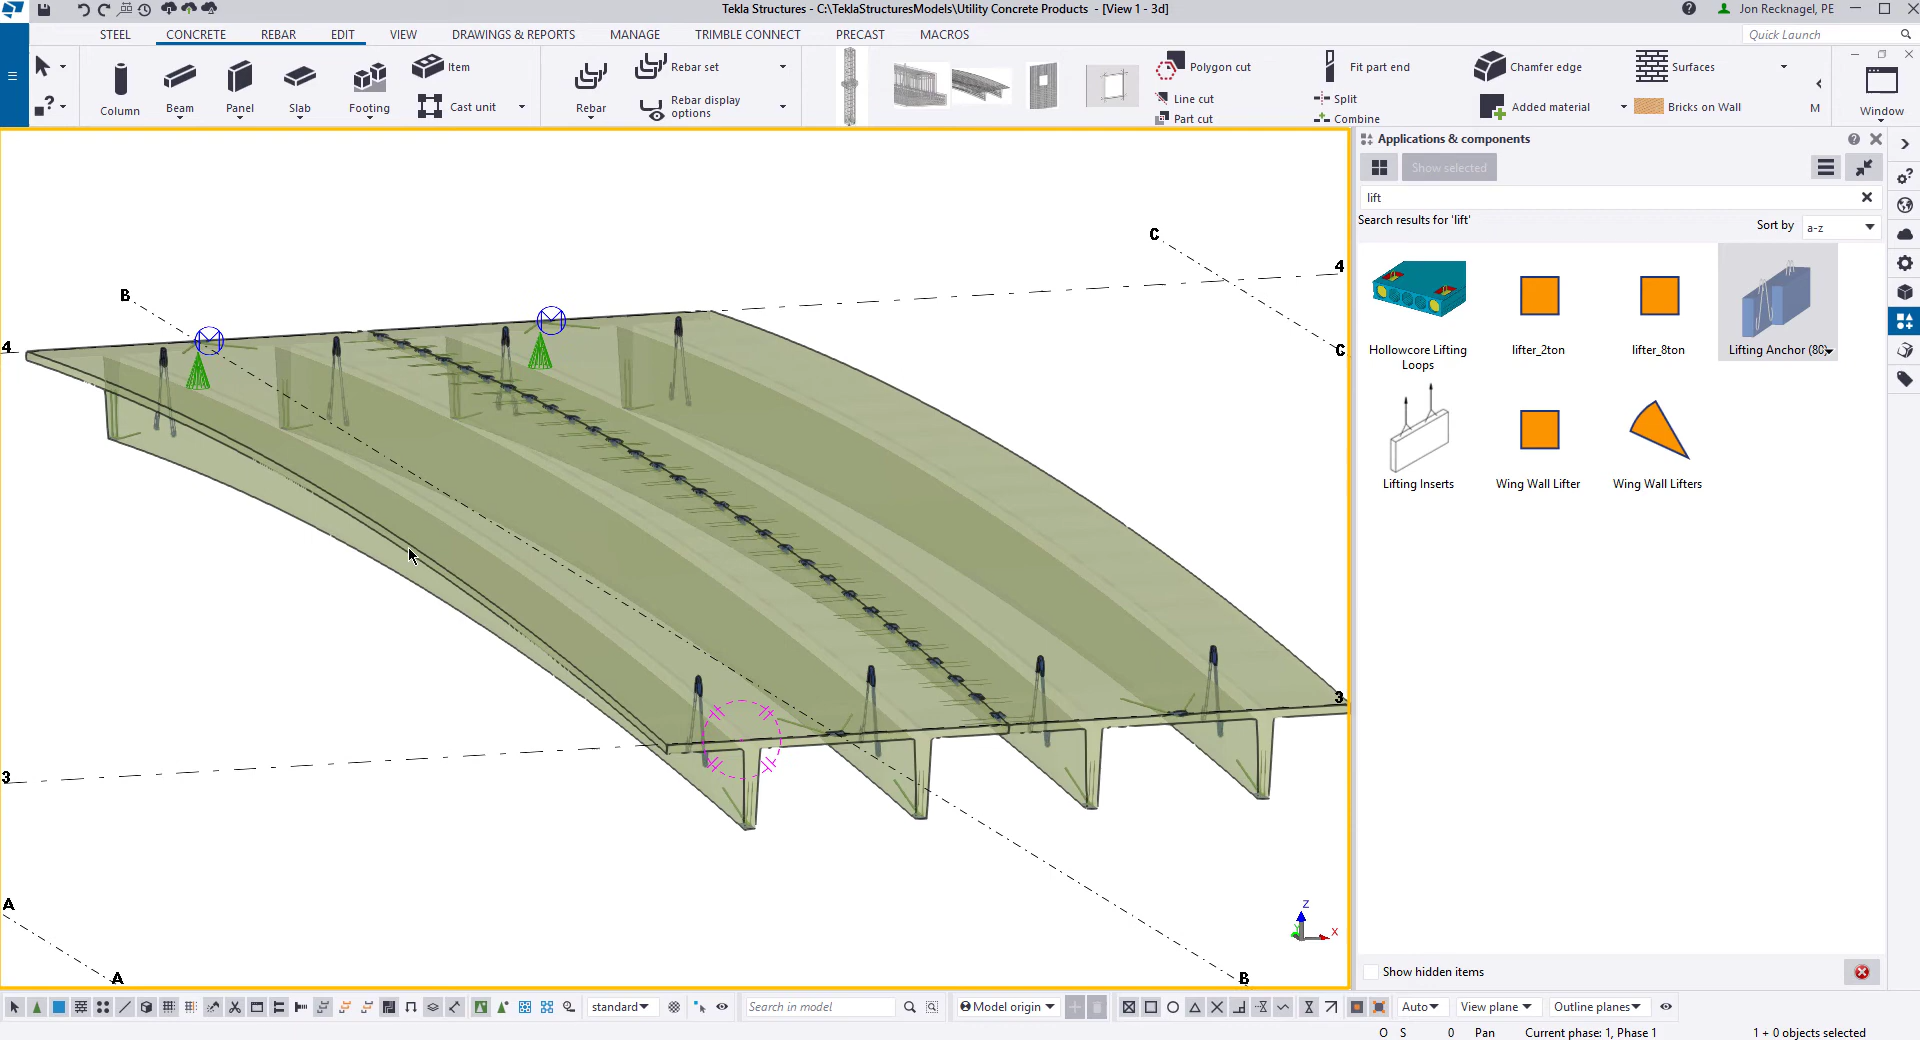 Tekla Structures - C:\TeklaStructuresModels\Utility Concrete Products - [View 1 - 3d]
Jon Recknagel, PE
STEEL
CONCRETE
REBAR
EDIT
VIEW
DRAWINGS & REPORTS
MANAGE
TRIMBLE CONNECT
PRECAST
MACROS
Quick Launch
Column
Beam
Panel
Slab
Footing
Item
Cast unit
Rebar
Rebar set
Rebar display
options
Polygon cut
Line cut
Part cut
Fit part end
Split
Combine
Chamfer edge
Added material
Surfaces
Bricks on Wall
M
Window
Applications & components
Show selected
lift
Search results for 'lift'
Sort by
a-z
Hollowcore Lifting
Loops
lifter_2ton
lifter_8ton
Lifting Anchor (80)
Lifting Inserts
Wing Wall Lifter
Wing Wall Lifters
Show hidden items
B
C
4
4
C
3
3
A
A
B
Z
X
standard
Search in model
Model origin
Auto
View plane
Outline planes
O
S
0
Pan
Current phase: 1, Phase 1
1 + 0 objects selected